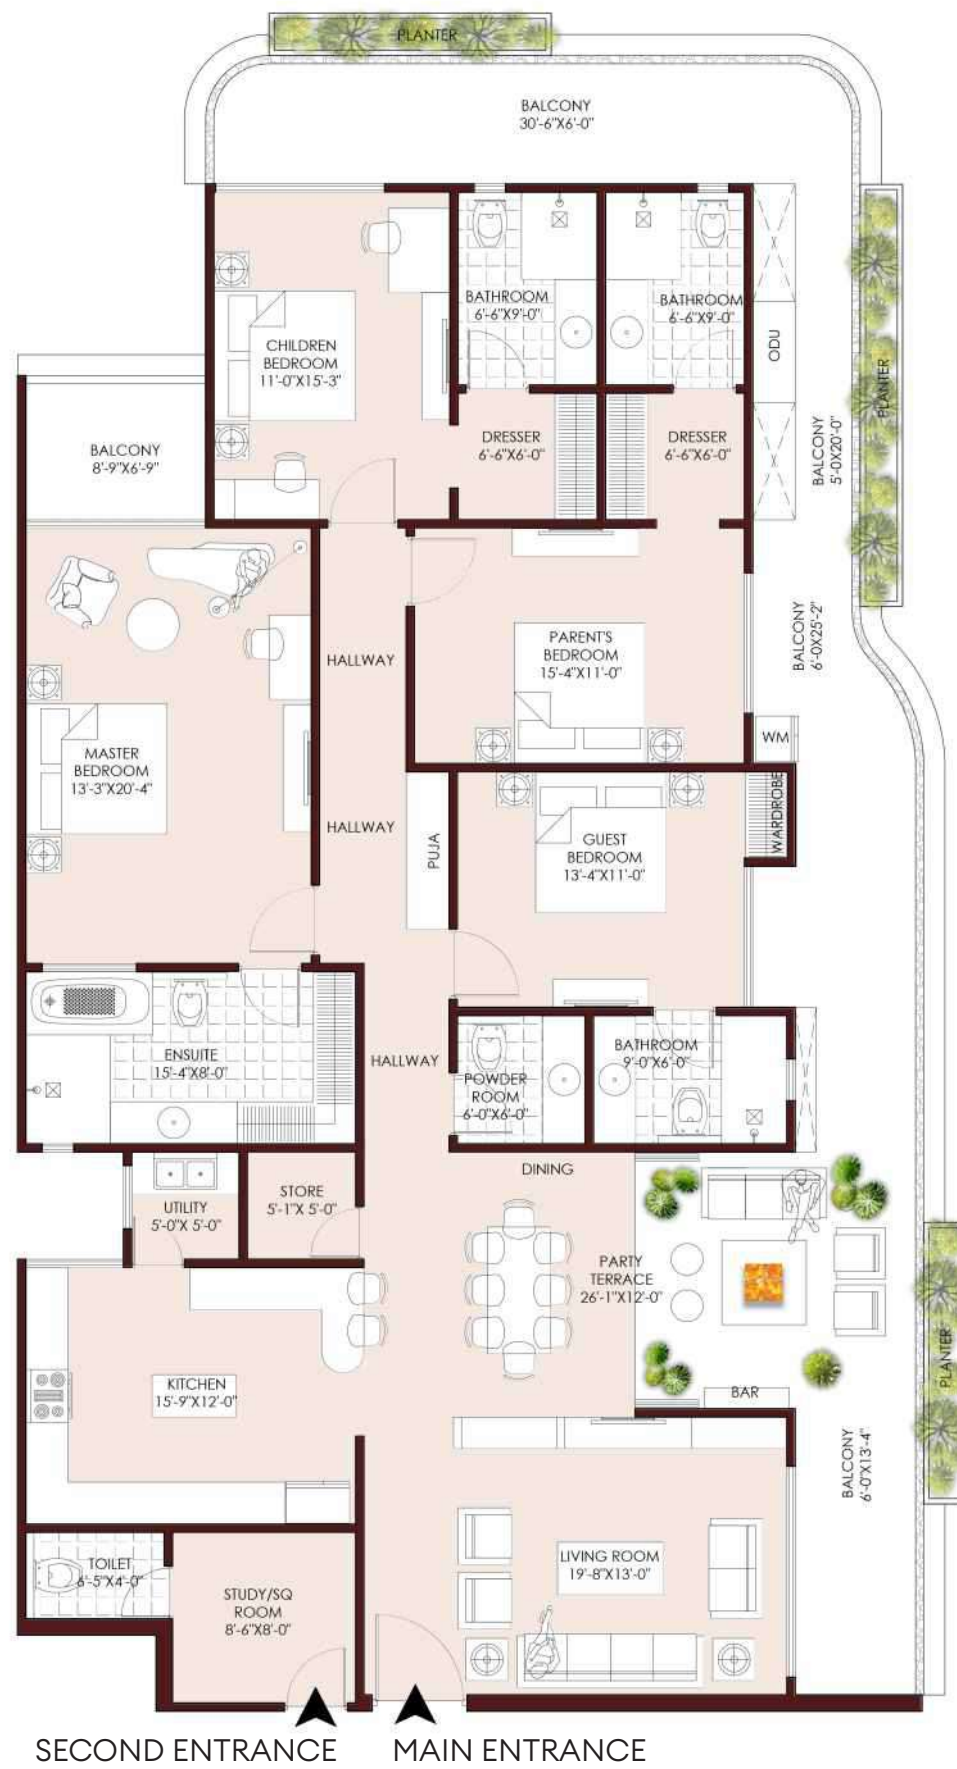 PLANTER
BALCONY
30'-6"X6'-0"
BATHROOM
6'-6"X9'-0"
BATHROOM
6'-6"X9'-0"
CHILDREN
BEDROOM
11'-0"X15'-3"
ODU
PLANTER
BALCONY
8'-9"X6'-9"
DRESSER
6'-6"X6'-0"
DRESSER
6'-6"X6'-0"
BALCONY
5'-0X20'-0"
HALLWAY
PARENT'S
BEDROOM
15'-4"X11'-0"
BALCONY
6'-0X25'-2"
WM
MASTER
BEDROOM
13'-3"X20'-4"
HALLWAY
PUJA
GUEST
BEDROOM
13'-4"X11'-0"
WARDROBE
ENSUITE
15'-4"X8'-0"
HALLWAY
POWDER
ROOM
6'-0"X6'-0"
BATHROOM
9'-0"X6'-0"
DINING
UTILITY
5'-0"X 5'-0"
STORE
5'-1"X 5'-0"
PARTY
TERRACE
26'-1"X12'-0"
PLANTER
KITCHEN
15'-9"X12'-0"
BAR
BALCONY
6'-0"X13'-4"
TOILET
6'-5"X4'-0"
STUDY/SQ
ROOM
8'-6"X8'-0"
LIVING ROOM
19'-8"X13'-0"
SECOND ENTRANCE
MAIN ENTRANCE